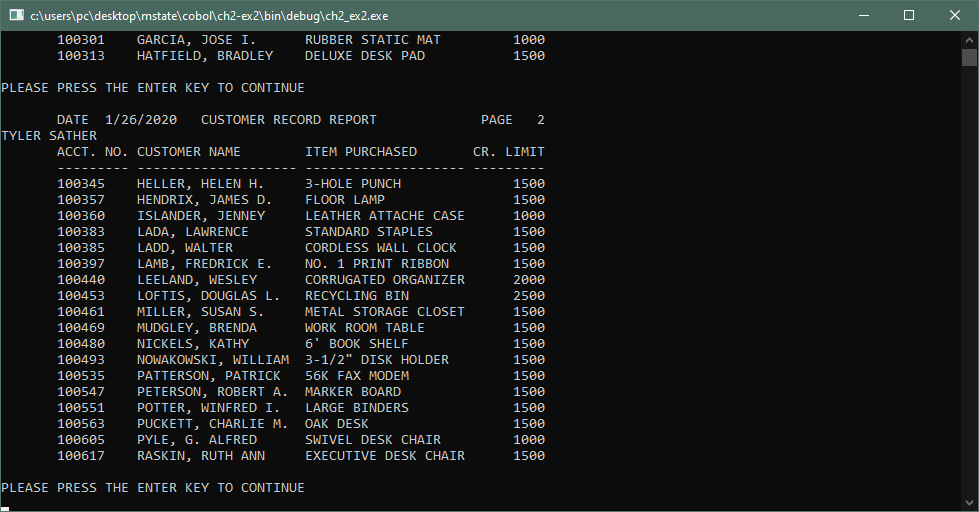 c:\users\pc\desktop\mstate\cobol\ch2-ex2\bin\debug\ch2_ex2.exe
100301 GARCIA, JOSE I. RUBBER STATIC MAT 1000
100313 HATFIELD, BRADLEY DELUXE DESK PAD 1500
PLEASE PRESS THE ENTER KEY TO CONTINUE
DATE 1/26/2020 CUSTOMER RECORD REPORT PAGE 2
TYLER SATHER
ACCT. NO. CUSTOMER NAME ITEM PURCHASED CR. LIMIT
--------- -------------------- -------------------- ---------
100345 HELLER, HELEN H. 3-HOLE PUNCH 1500
100357 HENDRIX, JAMES D. FLOOR LAMP 1500
100360 ISLANDER, JENNEY LEATHER ATTACHE CASE 1000
100383 LADA, LAWRENCE STANDARD STAPLES 1500
100385 LADD, WALTER CORDLESS WALL CLOCK 1500
100397 LAMB, FREDRICK E. NO. 1 PRINT RIBBON 1500
100440 LEELAND, WESLEY CORRUGATED ORGANIZER 2000
100453 LOFTIS, DOUGLAS L. RECYCLING BIN 2500
100461 MILLER, SUSAN S. METAL STORAGE CLOSET 1500
100469 MUDGLEY, BRENDA WORK ROOM TABLE 1500
100480 NICKELS, KATHY 6' BOOK SHELF 1500
100493 NOWAKOWSKI, WILLIAM 3-1/2" DISK HOLDER 1500
100535 PATTERSON, PATRICK 56K FAX MODEM 1500
100547 PETERSON, ROBERT A. MARKER BOARD 1500
100551 POTTER, WINFRED I. LARGE BINDERS 1500
100563 PUCKETT, CHARLIE M. OAK DESK 1500
100605 PYLE, G. ALFRED SWIVEL DESK CHAIR 1000
100617 RASKIN, RUTH ANN EXECUTIVE DESK CHAIR 1500
PLEASE PRESS THE ENTER KEY TO CONTINUE